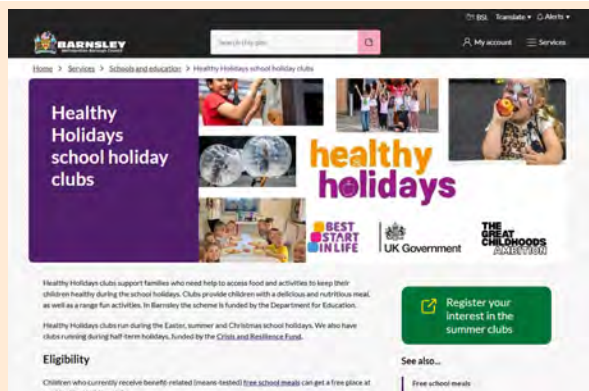 BSL Translate Alerts
BARNSLEY
Metropolitan Borough Council
Search this site
My account Services
Home > Services > Schools and education > Healthy Holidays school holiday clubs
Healthy
Holidays
school holiday
clubs
healthy
holidays
BEST
START
IN LIFE
UK Government
THE
GREAT
CHILDHOODS
AMBITION
Healthy Holidays clubs support families who need help to access food and activities to keep their
children healthy during the school holidays. Clubs provide children with a delicious and nutritious meal,
as well as a range fun activities. In Barnsley the scheme is funded by the Department for Education.
Healthy Holidays clubs run during the Easter, summer and Christmas school holidays. We also have
clubs running during half-term holidays, funded by the Crisis and Resilience Fund.
Register your
interest in the
summer clubs
Eligibility
See also...
Children who currently receive benefit-related (means-tested) free school meals can get a free place at
Free school meals